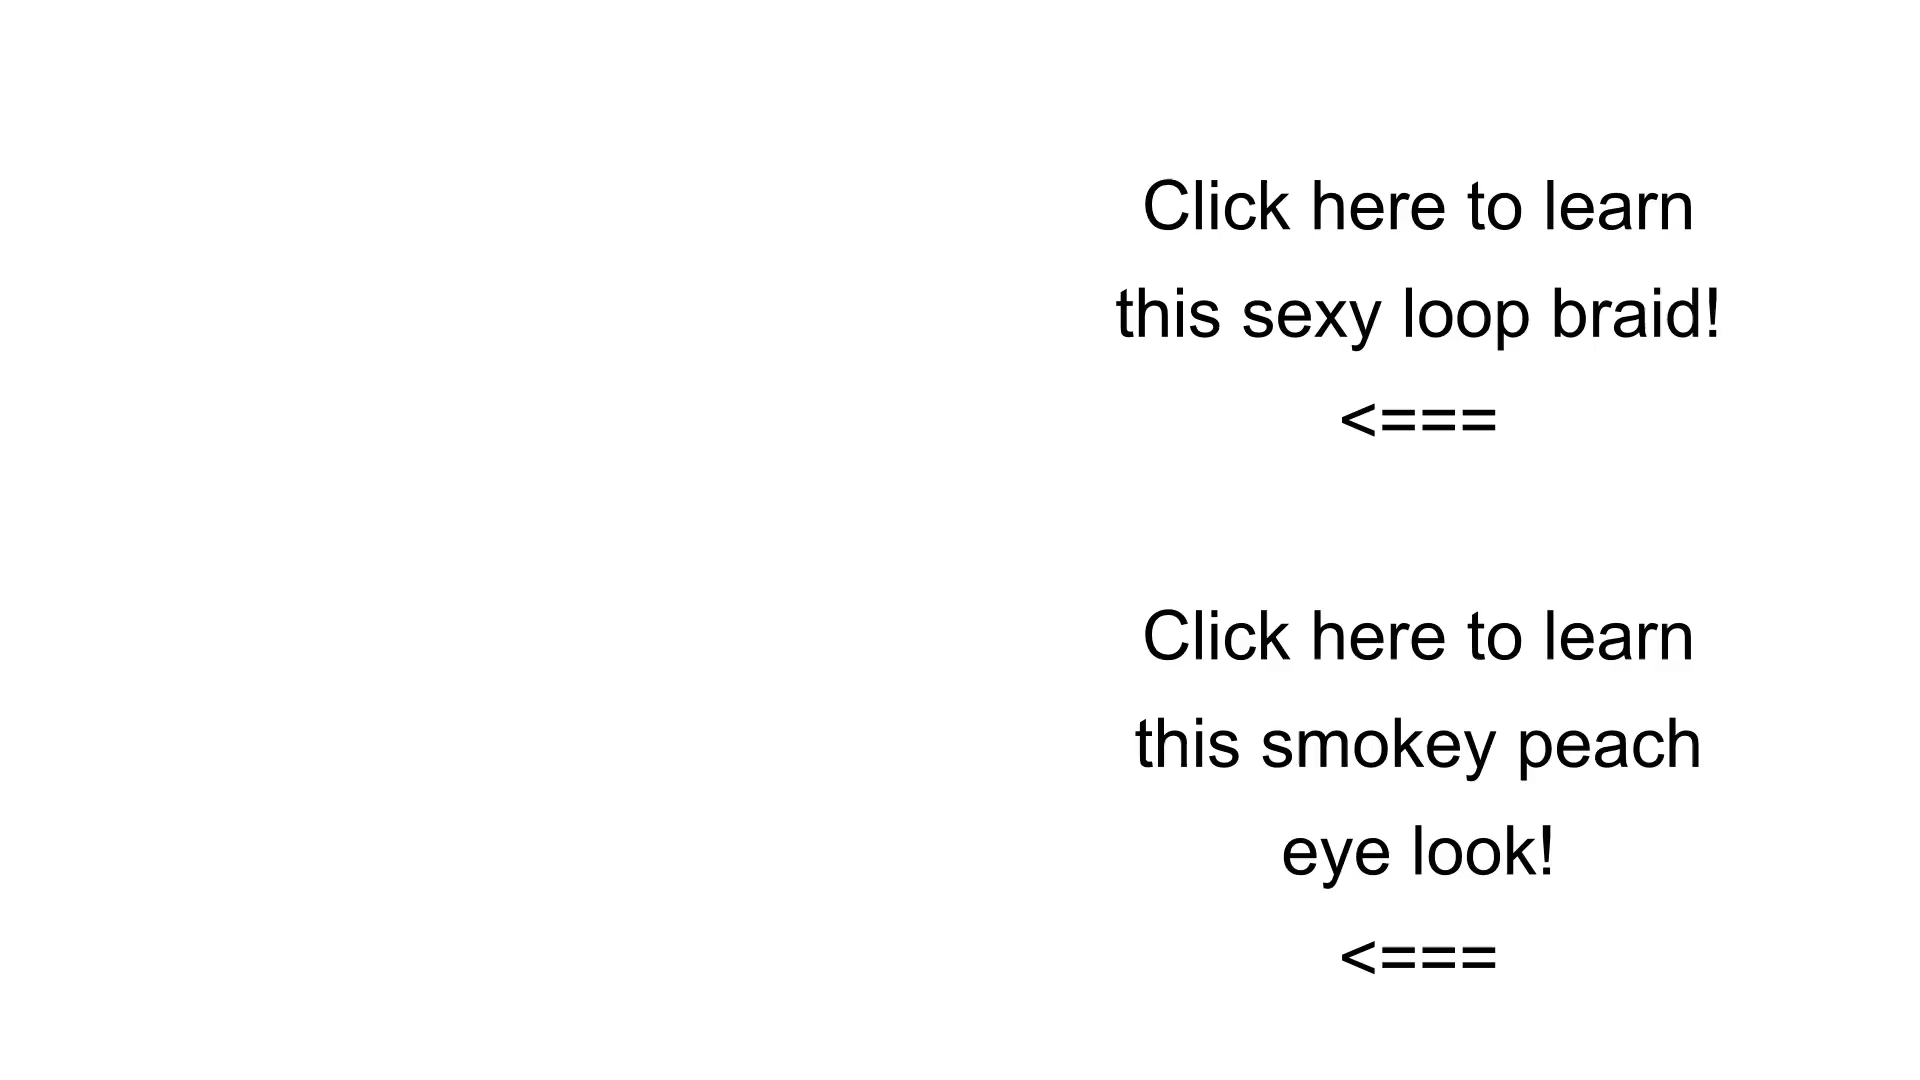 Click here to learn
this sexy loop braid!
<===
Click here to learn
this smokey peach
eye look!
<===